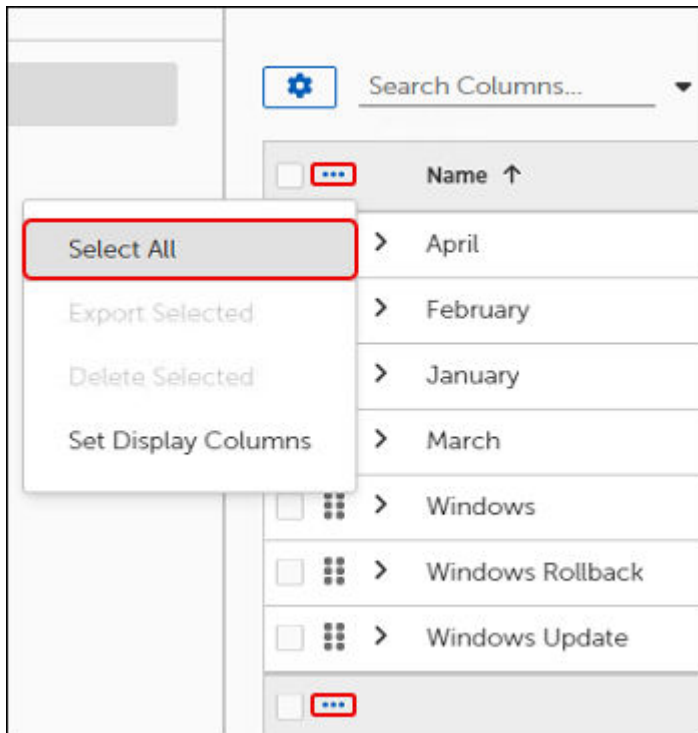 Search Columns...
Name ↑
Select All
April
Export Selected
February
Delete Selected
January
Set Display Columns
March
Windows
Windows Rollback
Windows Update